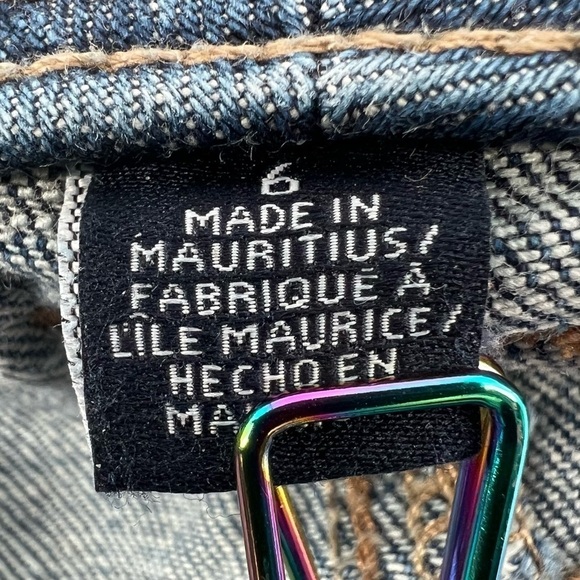 6
MADE IN
MAURITIUS/
FABRIQUÉ À
L'ÎLE MAURICE/
HECHO EN